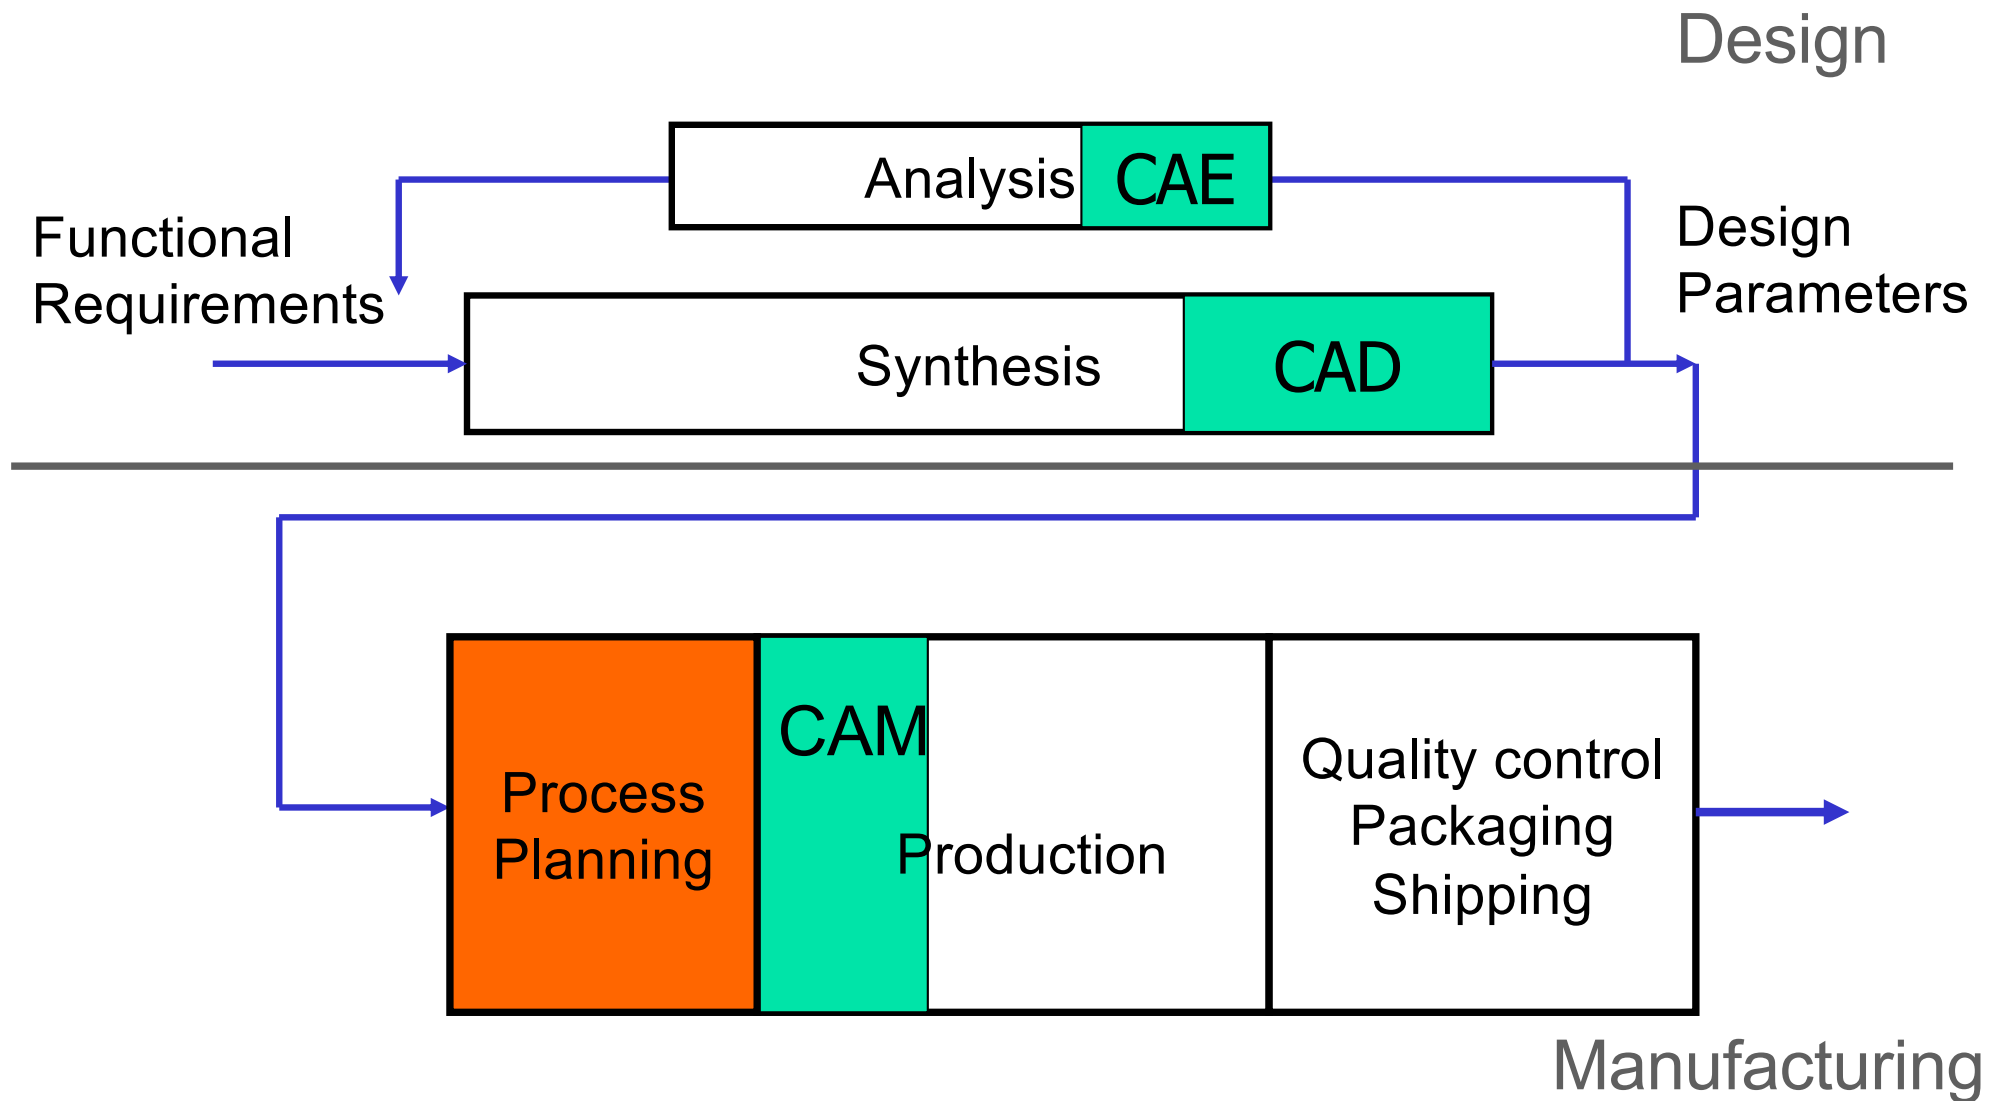 Design
Analysis CAE
Functional
Requirements
Design
Parameters
Synthesis CAD
CAM
Process
Planning
Production
Quality control
Packaging
Shipping
Manufacturing